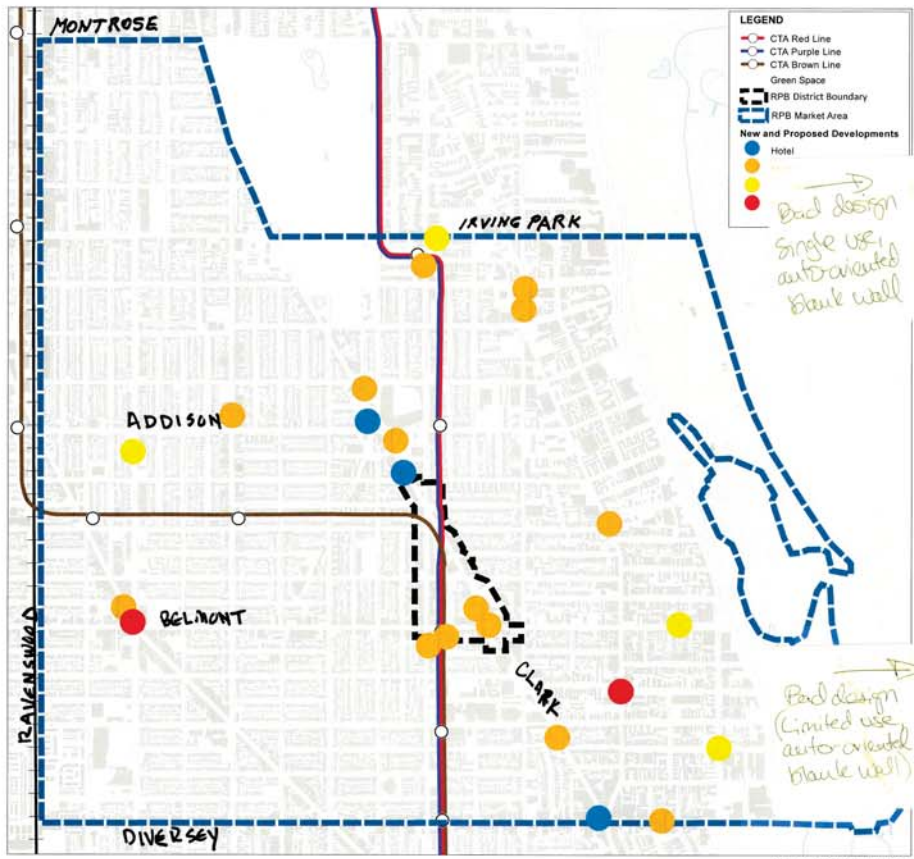 MONTROSE
LEGEND
CTA Red Line
CTA Purple Line
CTA Brown Line
Green Space
RPB District Boundary
RPB Market Area
New and Proposed Developments
Hotel
Bad design
single use,
auto-oriented
blank wall
IRVING PARK
ADDISON
BELMONT
RAVENSWOOD
CLARK
Bad design
(Limited use,
auto-oriented
blank wall)
DIVERSEY